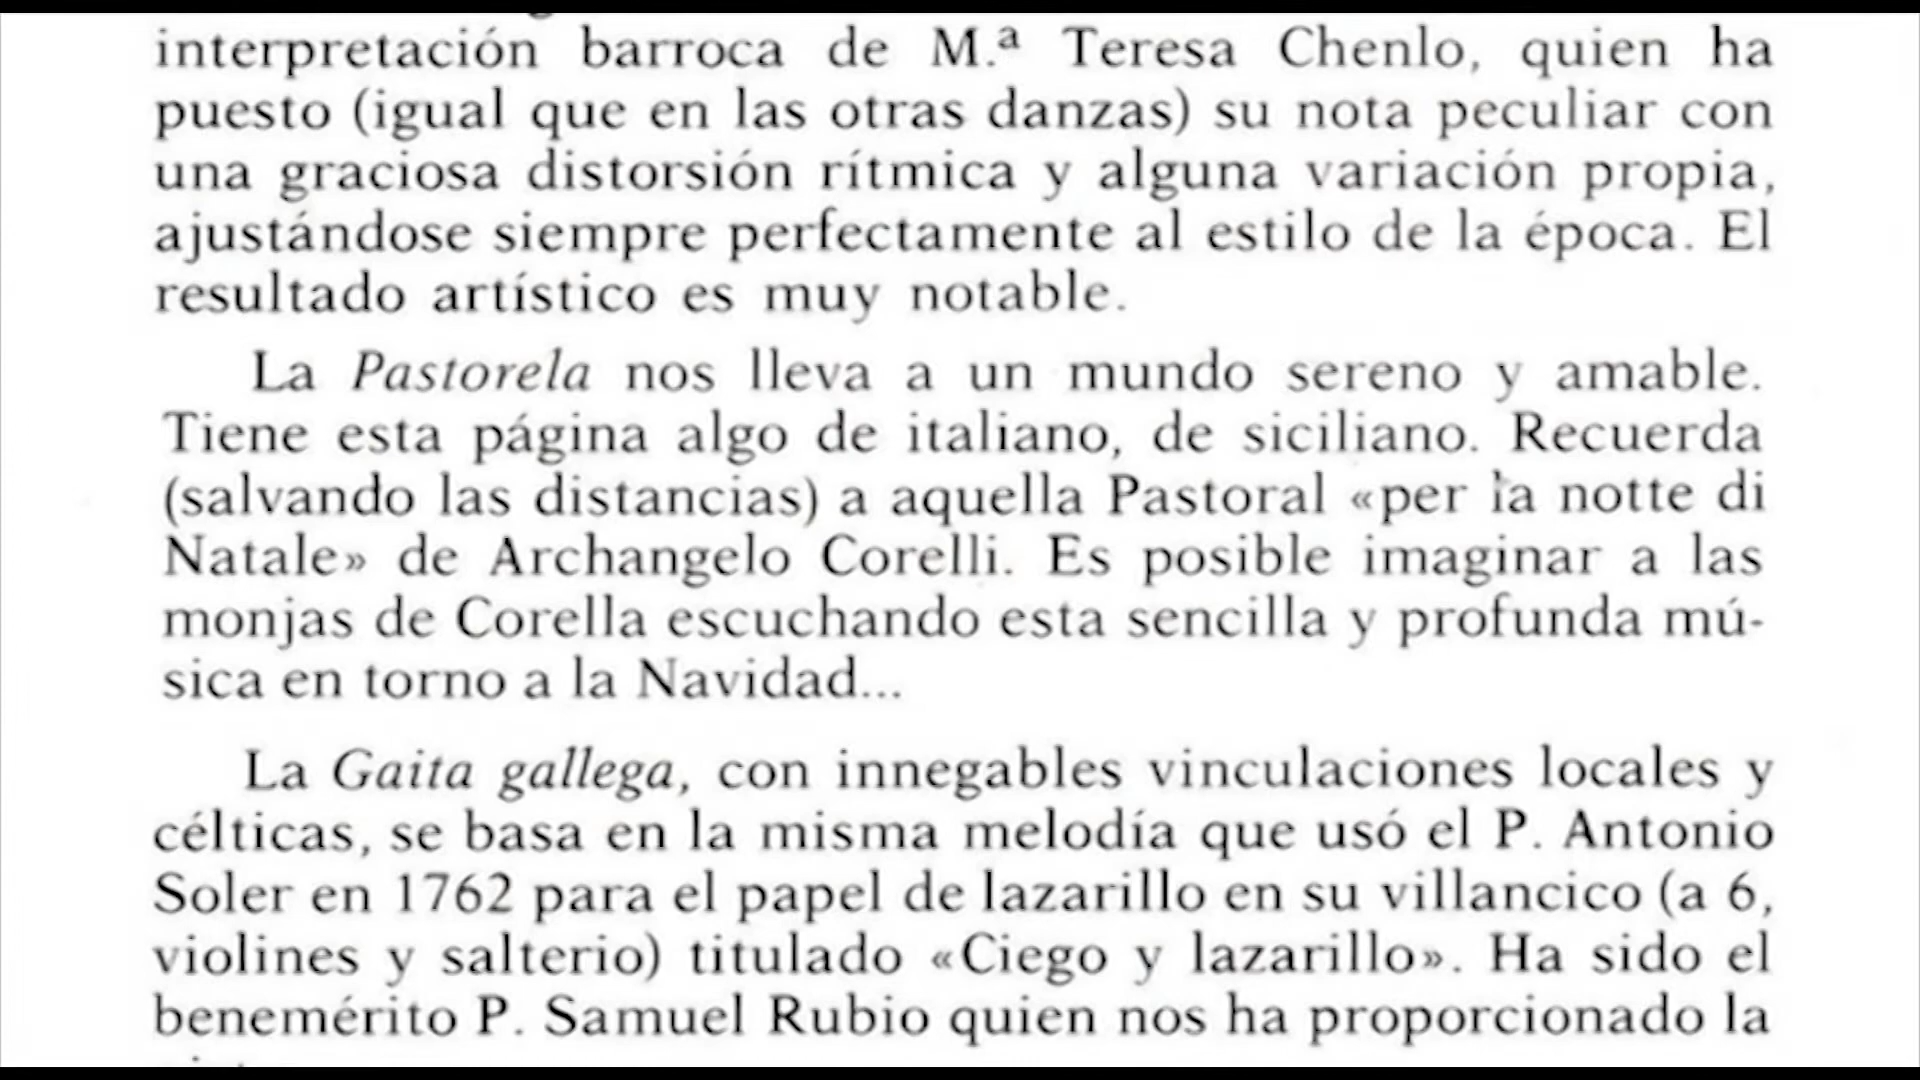 interpretación barroca de M.ª Teresa Chenlo, quien ha
puesto (igual que en las otras danzas) su nota peculiar con
una graciosa distorsión rítmica y alguna variación propia,
ajustándose siempre perfectamente al estilo de la época. El
resultado artístico es muy notable.
La Pastorela nos lleva a un mundo sereno y amable.
Tiene esta página algo de italiano, de siciliano. Recuerda
(salvando las distancias) a aquella Pastoral «per la notte di
Natale» de Archangelo Corelli. Es posible imaginar a las
monjas de Corella escuchando esta sencilla y profunda mú-
sica en torno a la Navidad...
La Gaita gallega, con innegables vinculaciones locales y
célticas, se basa en la misma melodía que usó el P. Antonio
Soler en 1762 para el papel de lazarillo en su villancico (a 6,
violines y salterio) titulado «Ciego y lazarillo». Ha sido el
benemérito P. Samuel Rubio quien nos ha proporcionado la